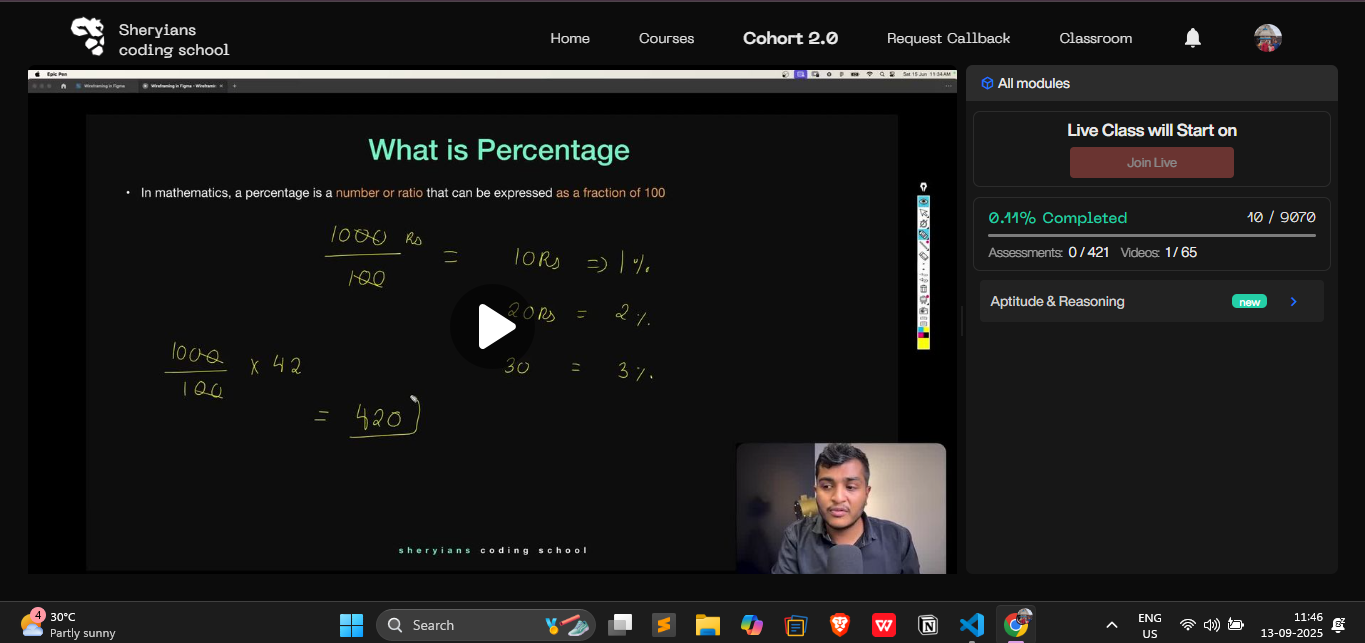 Sheryians
coding school
Home
Courses
Cohort 2.0
Request Callback
Classroom
Epic Pen
Sat 15 Jun 11:34 AM
Wireframing in Figma
Wireframing in Figma - Wireframi
All modules
Live Class will Start on
Join Live
0.11% Completed
10 / 9070
Assessments: 0 / 421 Videos: 1 / 65
Aptitude & Reasoning
new
What is Percentage
• In mathematics, a percentage is a number or ratio that can be expressed as a fraction of 100
1000 Rs
100
= 10Rs => 1%
20Rs = 2%.
30 = 3%.
1000
100
x 42
= 420
sheryians coding school
4
30°C
Partly sunny
Search
ENG
US
11:46
13-09-2025